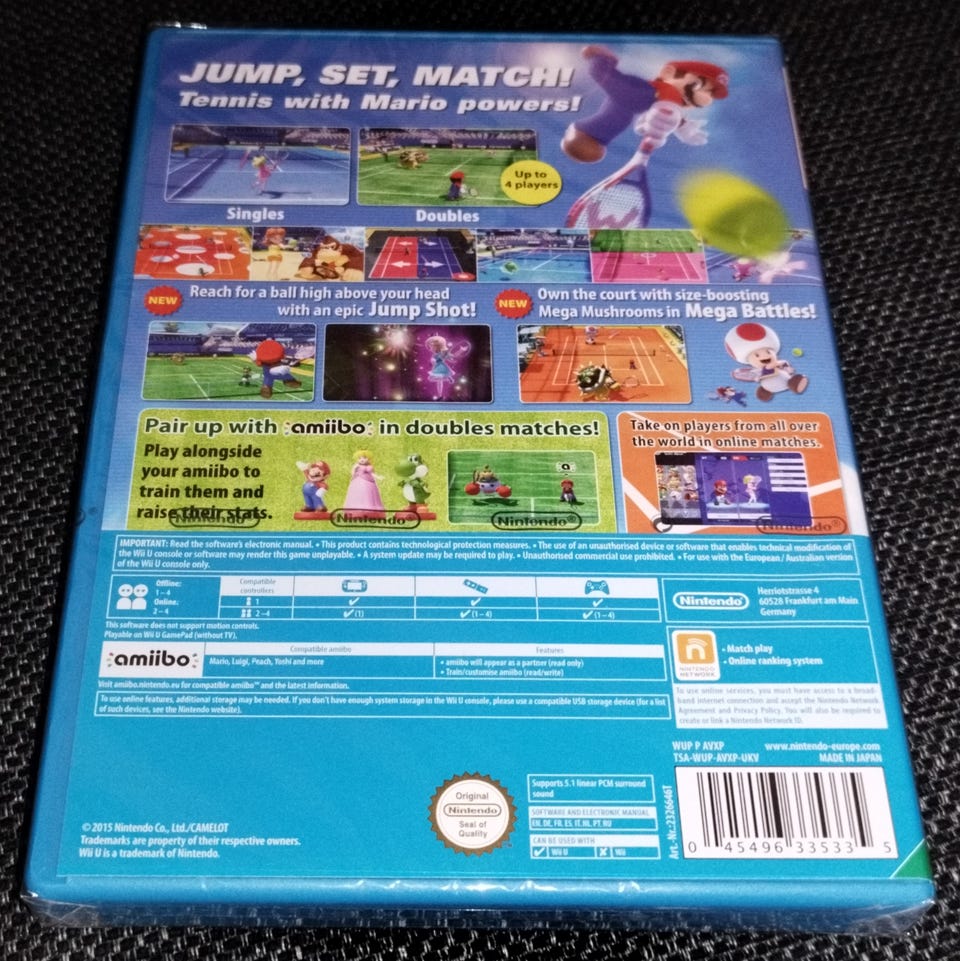 JUMP, SET, MATCH!
Tennis with Mario powers!
Up to
4 players
Singles
Doubles
NEW
Reach for a ball high above your head
with an epic Jump Shot!
NEW
Own the court with size-boosting
Mega Mushrooms in Mega Battles!
Pair up with amiibo in doubles matches!
Play alongside
your amiibo to
train them and
raise their stats.
a
Take on players from all over
the world in online matches.
Nintendo®
Nintendo®
Nintendo®
Nintendo®
IMPORTANT: Read the software's electronic manual. • This product contains technological protection measures. • The use of an unauthorised device or software that enables technical modification of
the Wii U console or software may render this game unplayable. • A system update may be required to play. • Unauthorised commercial use prohibited. • For use with the European / Australian version
of the Wii U console only.
Offline:
1 – 4
Online:
2 – 4
Compatible
controllers
1
2–4
(1)
(1–4)
(1–4)
This software does not support motion controls.
Playable on Wii U GamePad (without TV).
Nintendo
Herriotstrasse 4
60528 Frankfurt am Main
Germany
amiibo
Compatible amiibo
Features
Mario, Luigi, Peach, Yoshi and more
• amiibo will appear as a partner (read only)
• Train/customise amiibo (read/write)
Visit amiibo.nintendo.eu for compatible amiibo™ and the latest information.
To use online features, additional storage may be needed. If you don't have enough system storage in the Wii U console, please use a compatible USB storage device (for a list
of such devices, see the Nintendo website).
n
NINTENDO
NETWORK
• Match play
• Online ranking system
To use online services, you must have access to a broad-
band internet connection and accept the Nintendo Network
Agreement and Privacy Policy. You will also be required to
create or link a Nintendo Network ID.
WUP P AVXP
www.nintendo-europe.com
TSA-WUP-AVXP-UKV
MADE IN JAPAN
Original
Nintendo
Seal of
Quality
Supports 5.1 linear PCM surround
sound
SOFTWARE AND ELECTRONIC MANUAL
EN, DE, FR, ES, IT, NL, PT, RU
CAN BE USED WITH
Wii U
Wii
Art.-Nr.:2326646T
0 45496 33533 5
© 2015 Nintendo Co., Ltd./CAMELOT
Trademarks are property of their respective owners.
Wii U is a trademark of Nintendo.